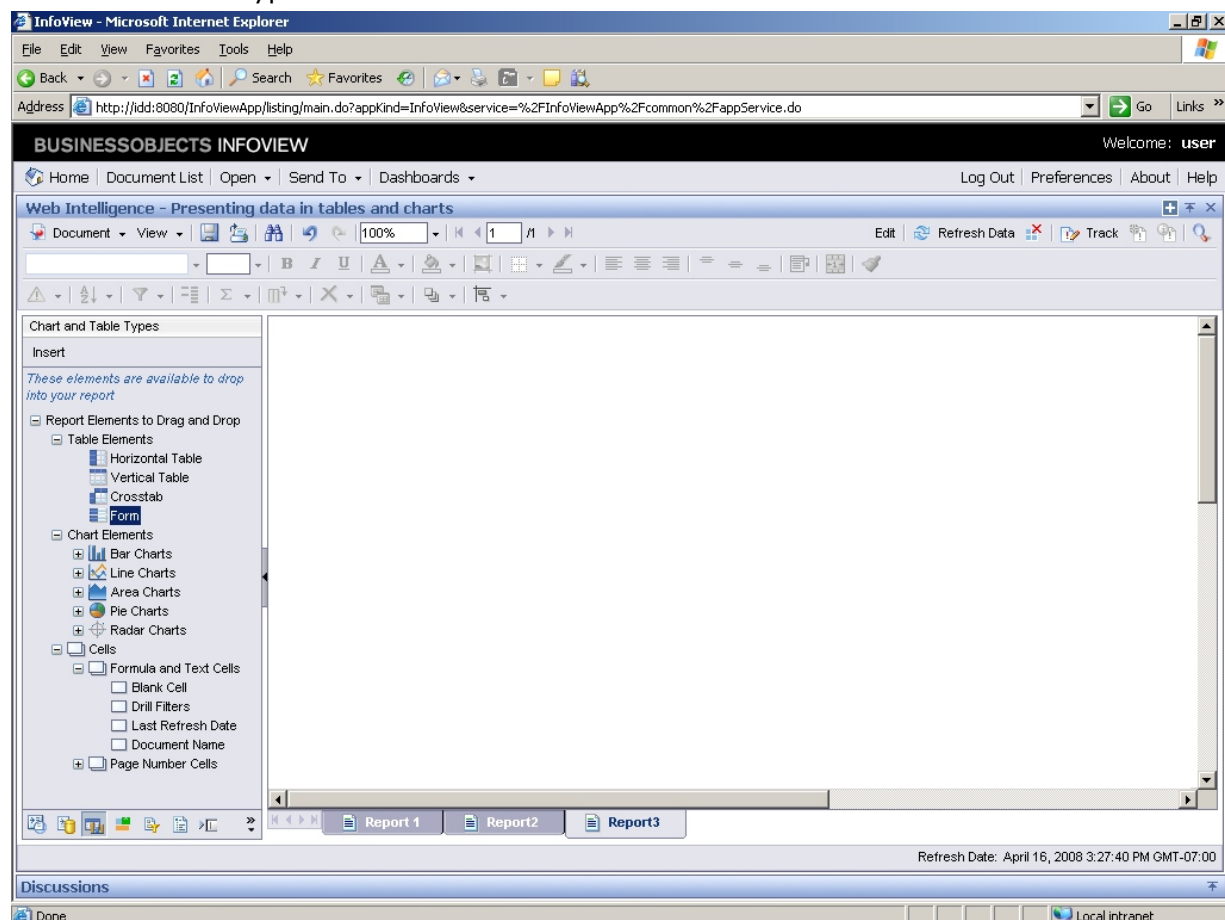 InfoView - Microsoft Internet Explorer
File Edit View Favorites Tools Help
Back Search Favorites
Address http://idd:8080/InfoViewApp/listing/main.do?appKind=InfoView&service=%2FInfoViewApp%2Fcommon%2FappService.do Go Links »
BUSINESSOBJECTS INFOVIEW Welcome: user
Home Document List Open Send To Dashboards Log Out Preferences About Help
Web Intelligence - Presenting data in tables and charts
Document View 100% 1 /1 Edit Refresh Data Track
B I U A
Chart and Table Types
Insert
These elements are available to drop
into your report
Report Elements to Drag and Drop
Table Elements
Horizontal Table
Vertical Table
Crosstab
Form
Chart Elements
Bar Charts
Line Charts
Area Charts
Pie Charts
Radar Charts
Cells
Formula and Text Cells
Blank Cell
Drill Filters
Last Refresh Date
Document Name
Page Number Cells
Report 1 Report2 Report3
Refresh Date: April 16, 2008 3:27:40 PM GMT-07:00
Discussions
Done Local intranet